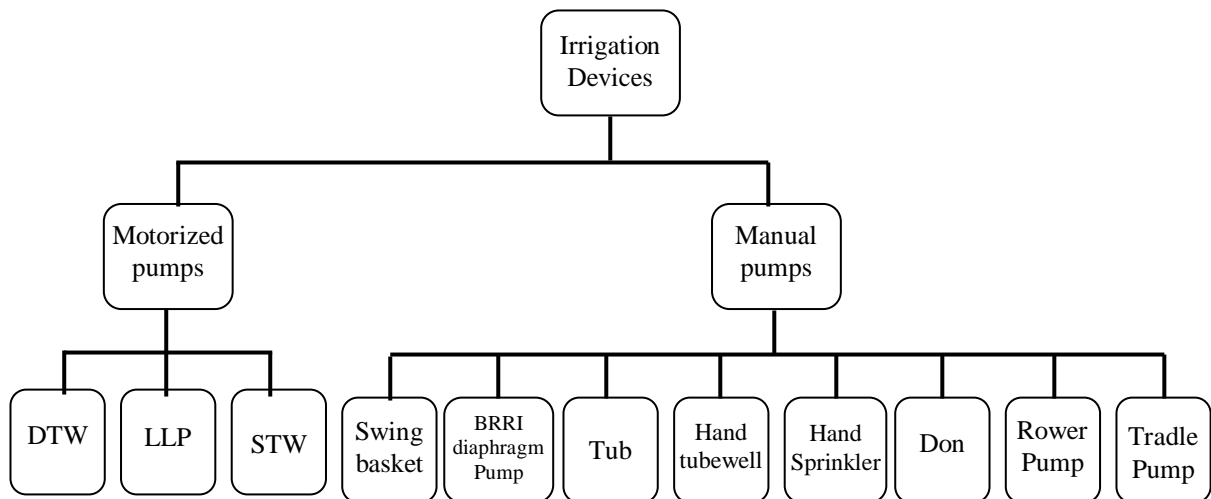 Irrigation
Devices
Motorized
pumps
Manual
pumps
DTW
LLP
STW
Swing
basket
BRRI
diaphragm
Pump
Tub
Hand
tubewell
Hand
Sprinkler
Don
Rower
Pump
Tradle
Pump